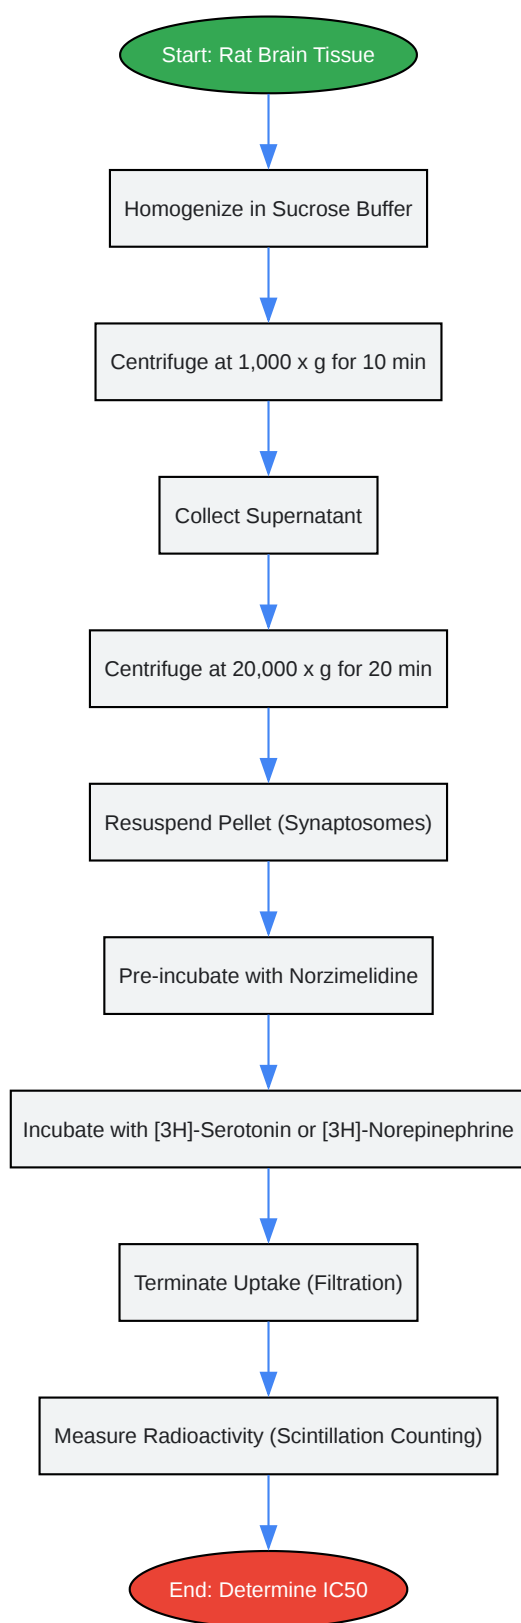 Start: Rat Brain Tissue
Homogenize in Sucrose Buffer
Centrifuge at 1,000 x g for 10 min
Collect Supernatant
Centrifuge at 20,000 x g for 20 min
Resuspend Pellet (Synaptosomes)
Pre-incubate with Norzimelidine
Incubate with [3H]-Serotonin or [3H]-Norepinephrine
Terminate Uptake (Filtration)
Measure Radioactivity (Scintillation Counting)
End: Determine IC50